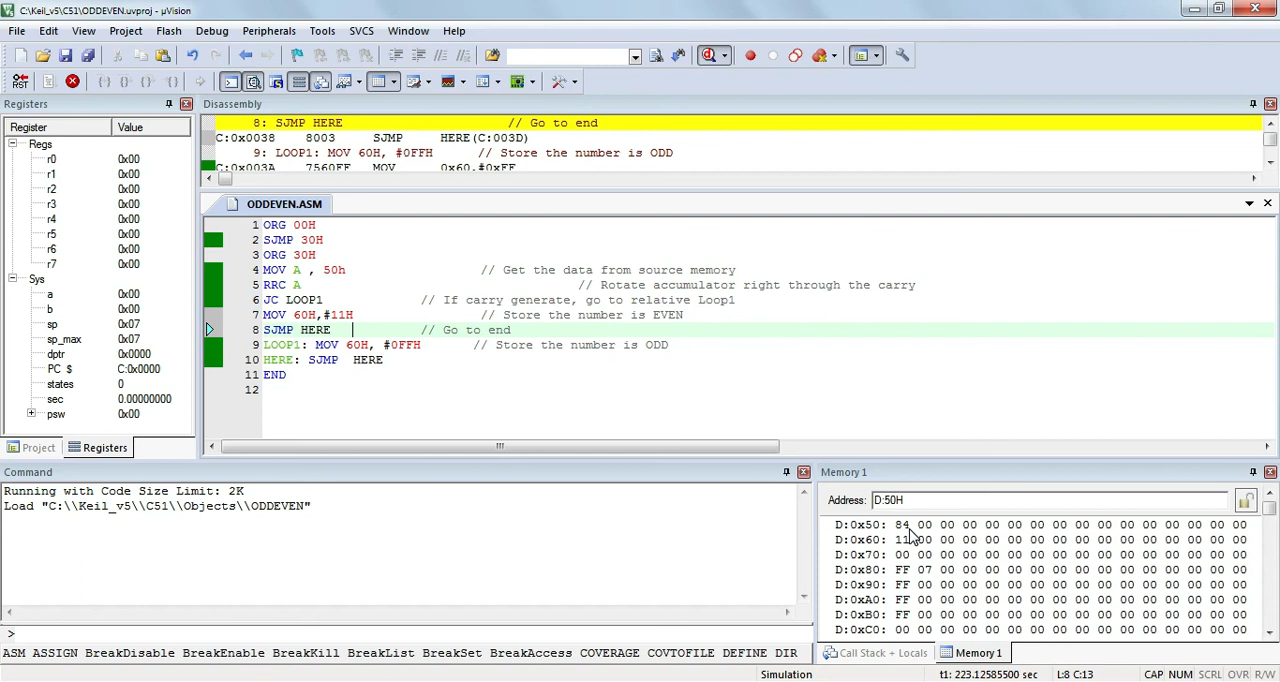 C:\Keil_v5\C51\ODDEVEN.uvproj - µVision
File Edit View Project Flash Debug Peripherals Tools SVCS Window Help
RST
Registers
Register Value
Regs
r0 0x00
r1 0x00
r2 0x00
r3 0x00
r4 0x00
r5 0x00
r6 0x00
r7 0x00
Sys
a 0x00
b 0x00
sp 0x07
sp_max 0x07
dptr 0x0000
PC $ C:0x0000
states 0
sec 0.00000000
psw 0x00
Project Registers
Disassembly
8: SJMP HERE // Go to end
C:0x0038 8003 SJMP HERE(C:003D)
9: LOOP1: MOV 60H, #0FFH // Store the number is ODD
C:0x003A 7560FF MOV 0x60,#0xFF
ODDEVEN.ASM
1 ORG 00H
2 SJMP 30H
3 ORG 30H
4 MOV A , 50h // Get the data from source memory
5 RRC A // Rotate accumulator right through the carry
6 JC LOOP1 // If carry generate, go to relative Loop1
7 MOV 60H,#11H // Store the number is EVEN
8 SJMP HERE // Go to end
9 LOOP1: MOV 60H, #0FFH // Store the number is ODD
10 HERE: SJMP HERE
11 END
12
Command
Running with Code Size Limit: 2K
Load "C:\\Keil_v5\\C51\\Objects\\ODDEVEN"
>
ASM ASSIGN BreakDisable BreakEnable BreakKill BreakList BreakSet BreakAccess COVERAGE COVTOFILE DEFINE DIR
Memory 1
Address: D:50H
D:0x50: 84 00 00 00 00 00 00 00 00 00 00 00 00 00 00 00
D:0x60: 11 00 00 00 00 00 00 00 00 00 00 00 00 00 00 00
D:0x70: 00 00 00 00 00 00 00 00 00 00 00 00 00 00 00 00
D:0x80: FF 07 00 00 00 00 00 00 00 00 00 00 00 00 00 00
D:0x90: FF 00 00 00 00 00 00 00 00 00 00 00 00 00 00 00
D:0xA0: FF 00 00 00 00 00 00 00 00 00 00 00 00 00 00 00
D:0xB0: FF 00 00 00 00 00 00 00 00 00 00 00 00 00 00 00
D:0xC0: 00 00 00 00 00 00 00 00 00 00 00 00 00 00 00 00
Call Stack + Locals Memory 1
Simulation t1: 223.12585500 sec L:8 C:13 CAP NUM SCRL OVR R/W